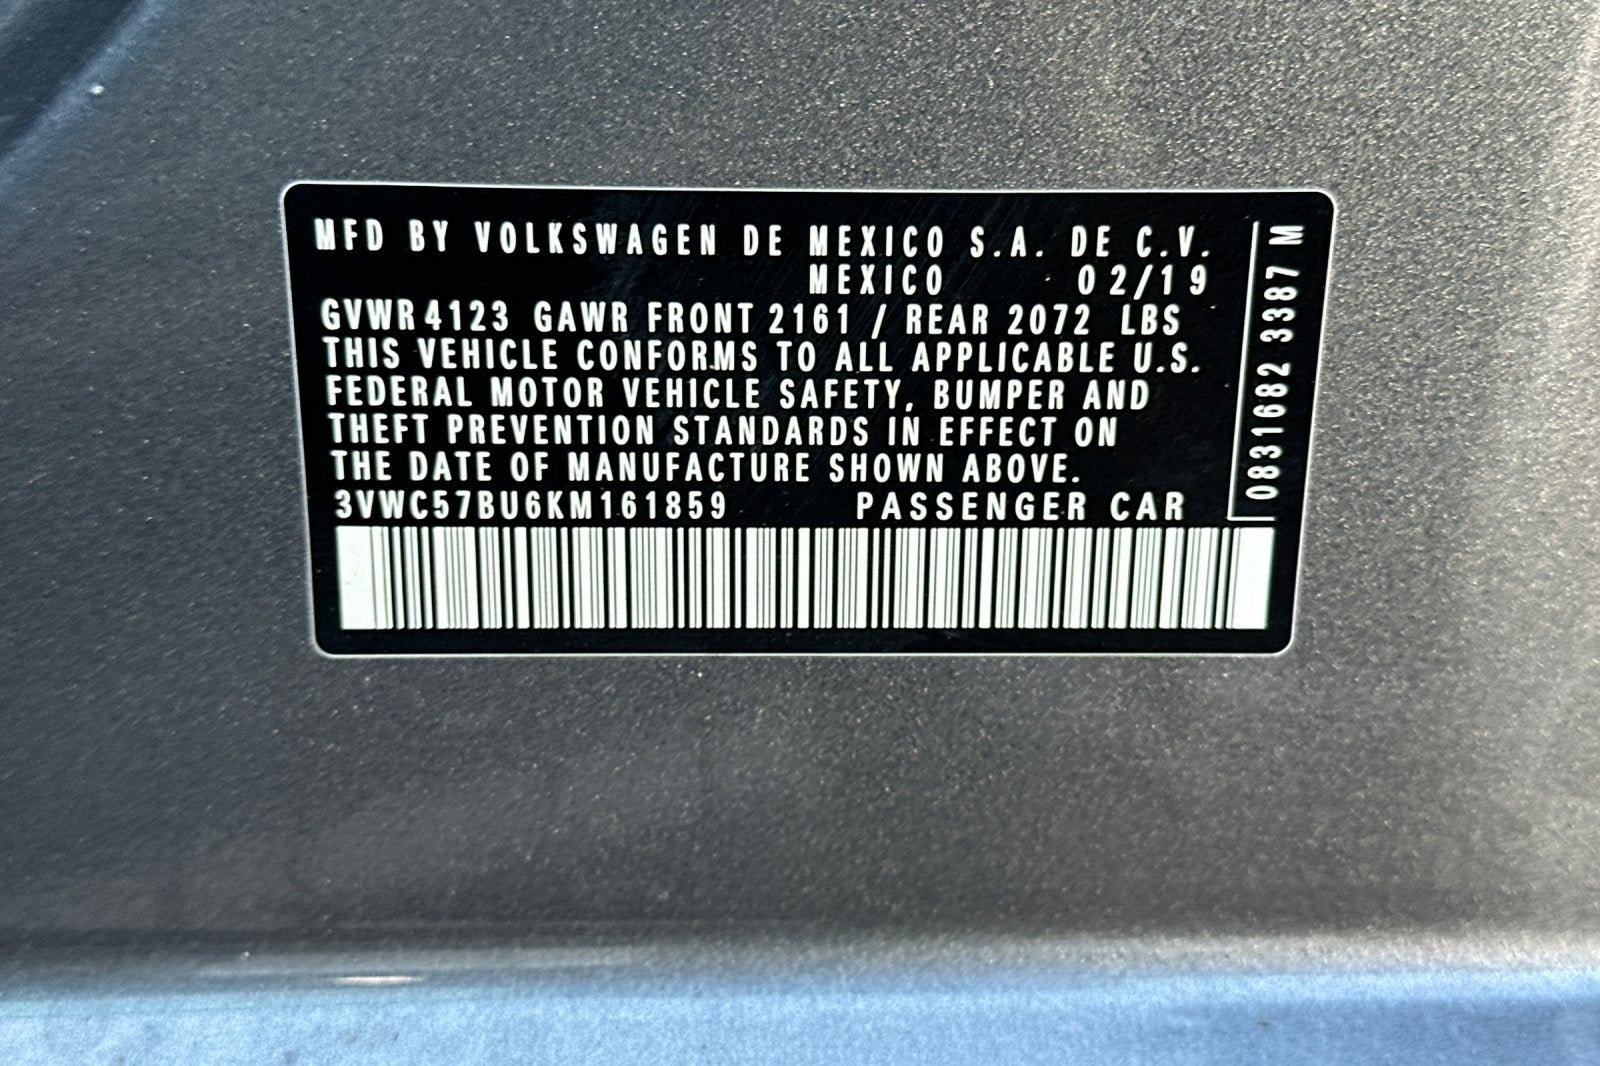 MFD BY VOLKSWAGEN DE MEXICO S.A. DE C.V.
MEXICO 02/19
GVWR 4123 GAWR FRONT 2161 / REAR 2072 LBS
THIS VEHICLE CONFORMS TO ALL APPLICABLE U.S.
FEDERAL MOTOR VEHICLE SAFETY, BUMPER AND
THEFT PREVENTION STANDARDS IN EFFECT ON
THE DATE OF MANUFACTURE SHOWN ABOVE.
3VWC57BU6KM161859 PASSENGER CAR
0831682 3387 M